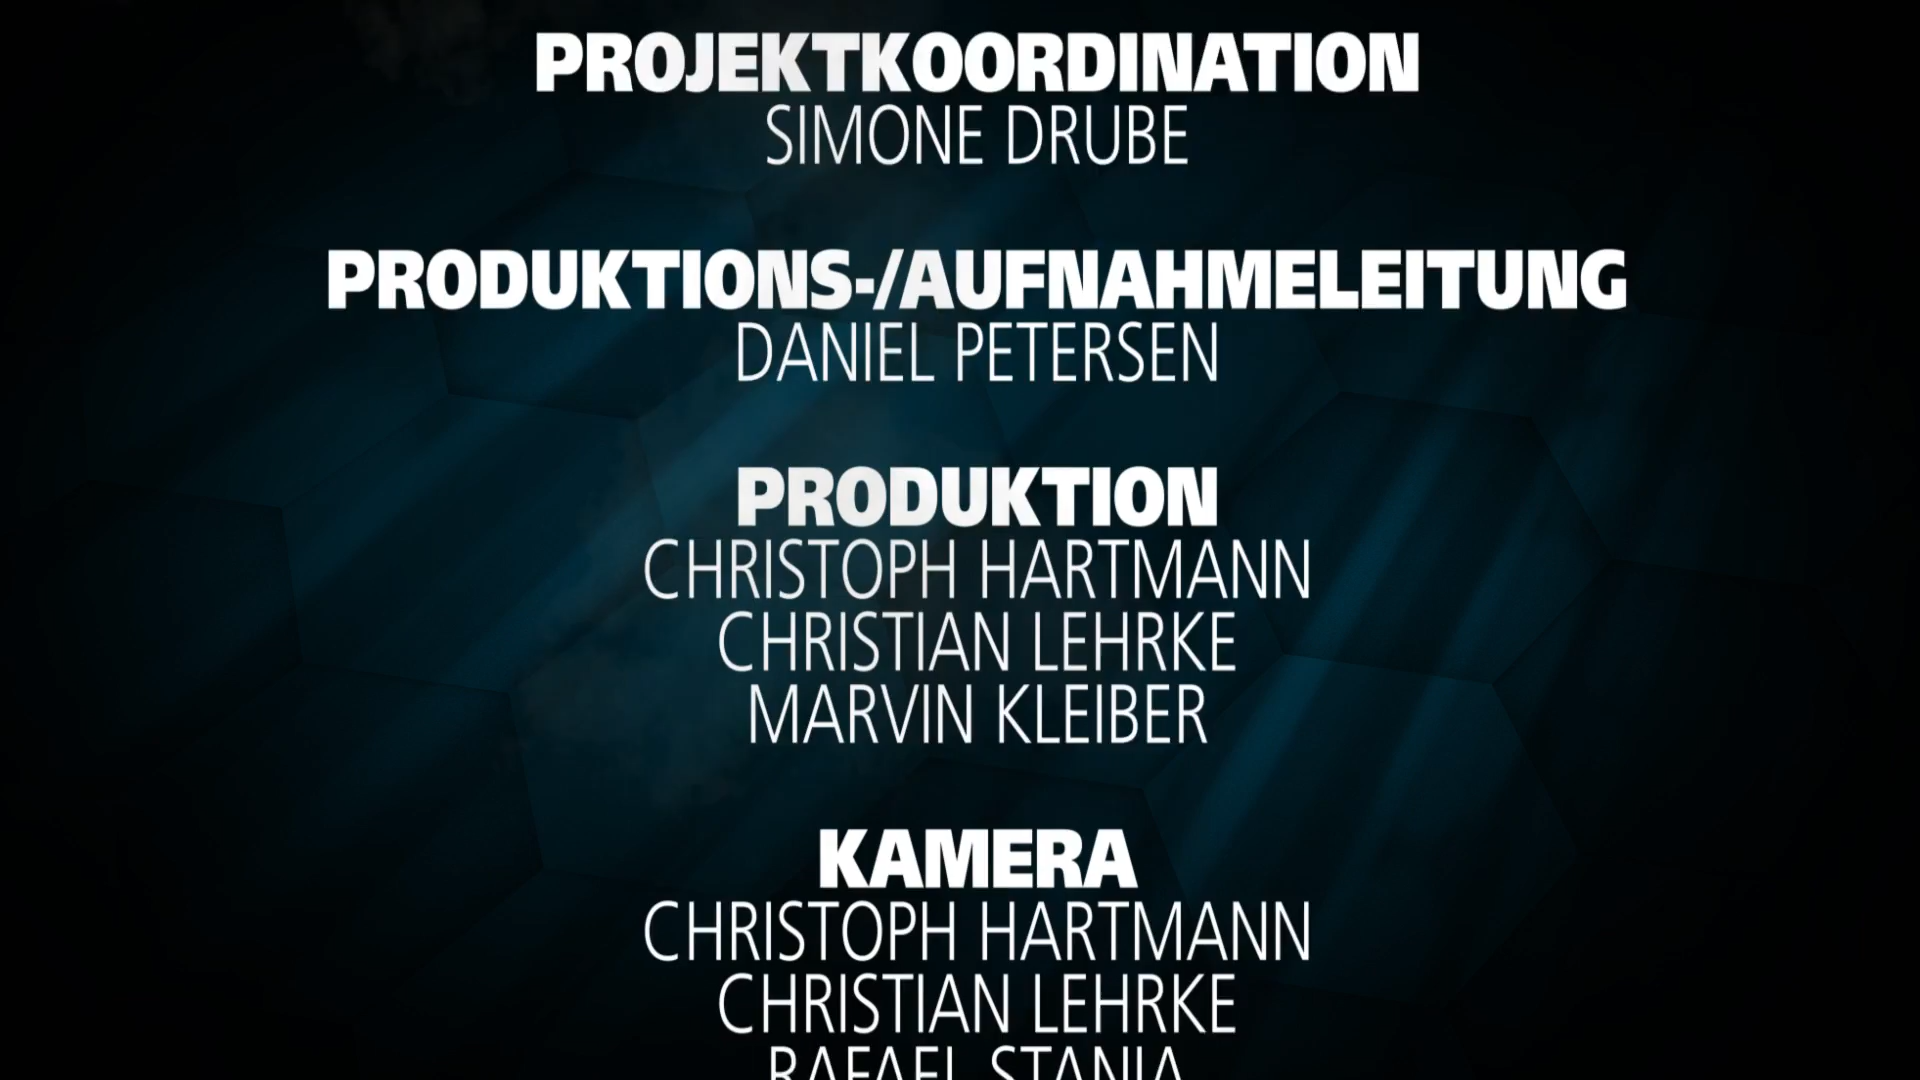 PROJEKTKOORDINATION
SIMONE DRUBE
PRODUKTIONS-/AUFNAHMELEITUNG
DANIEL PETERSEN
PRODUKTION
CHRISTOPH HARTMANN
CHRISTIAN LEHRKE
MARVIN KLEIBER
KAMERA
CHRISTOPH HARTMANN
CHRISTIAN LEHRKE
RAFAEL